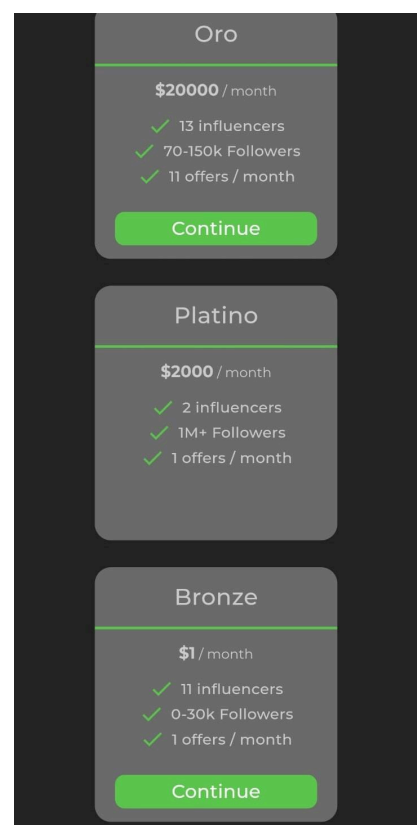 Oro
$20000 / month
13 influencers
70-150k Followers
11 offers / month
Continue
Platino
$2000 / month
2 influencers
1M+ Followers
1 offers / month
Bronze
$1 / month
11 influencers
0-30k Followers
1 offers / month
Continue